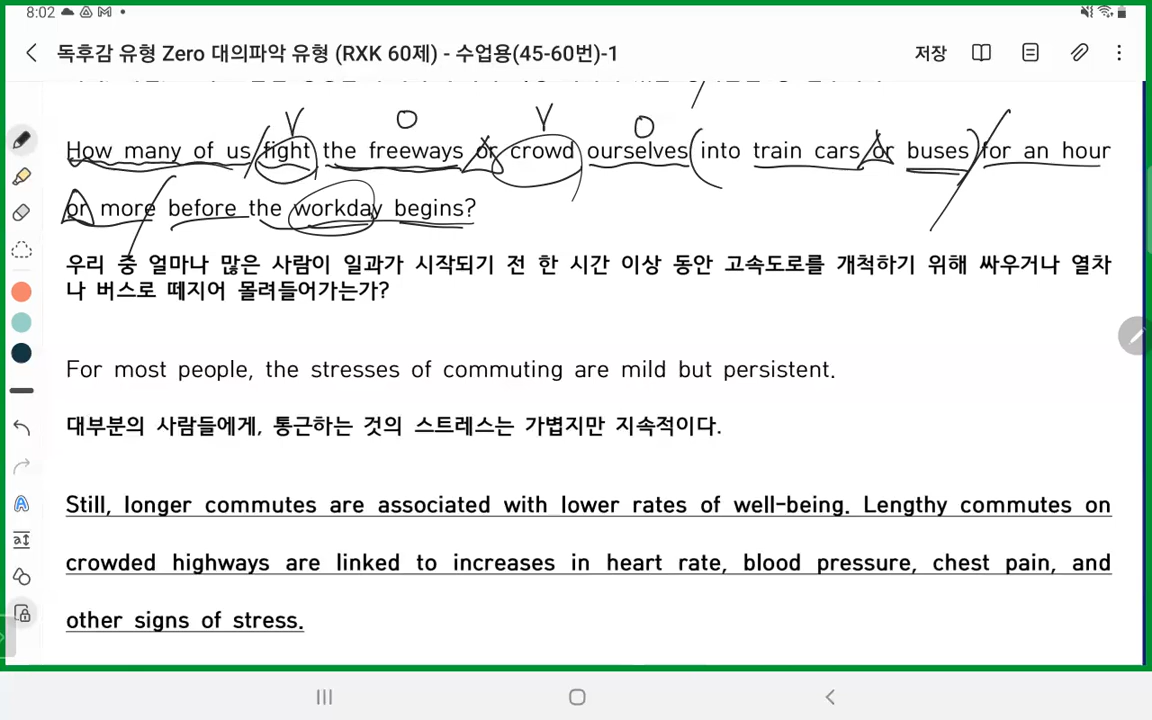 8:02
독후감 유형 Zero 대의파악 유형 (RXK 60제) - 수업용(45-60번)-1
저장
V O V O
How many of us fight the freeways or crowd ourselves into train cars or buses for an hour
or more before the workday begins?
우리 중 얼마나 많은 사람이 일과가 시작되기 전 한 시간 이상 동안 고속도로를 개척하기 위해 싸우거나 열차
나 버스로 떼지어 몰려들어가는가?
For most people, the stresses of commuting are mild but persistent.
대부분의 사람들에게, 통근하는 것의 스트레스는 가볍지만 지속적이다.
Still, longer commutes are associated with lower rates of well-being. Lengthy commutes on
crowded highways are linked to increases in heart rate, blood pressure, chest pain, and
other signs of stress.